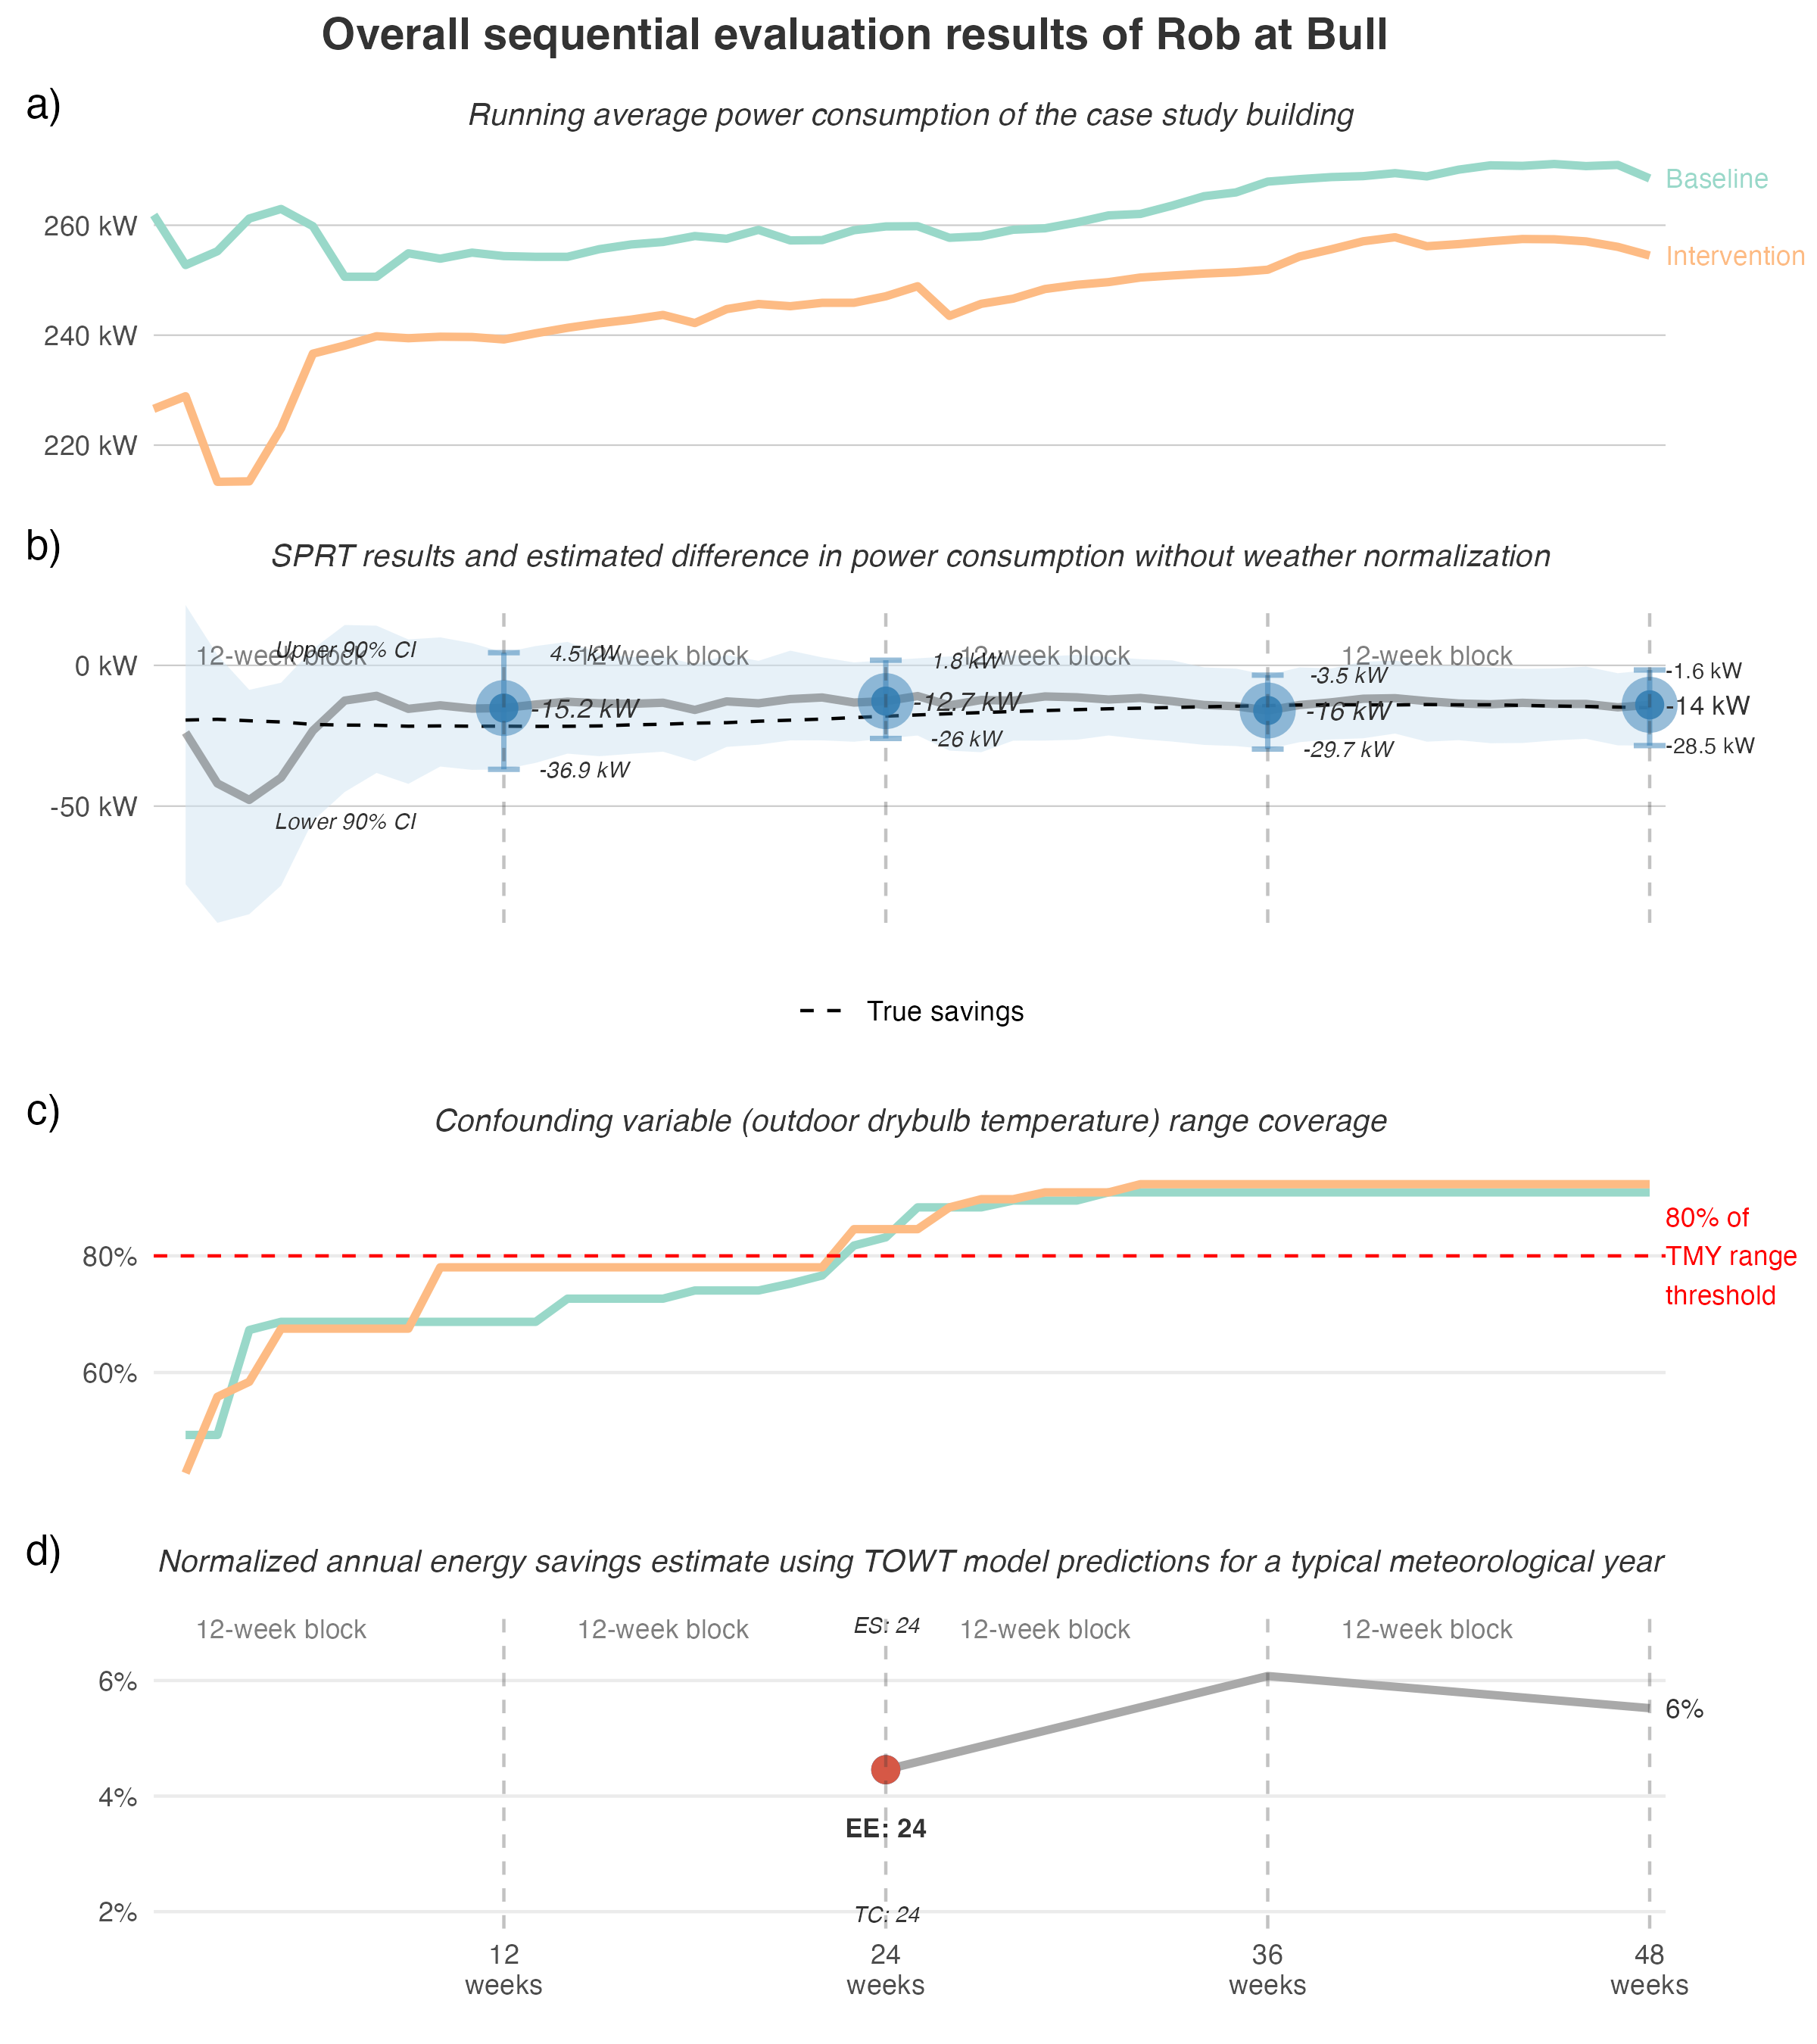 Overall sequential evaluation results of Rob at Bull
a)
Running average power consumption of the case study building
260 kW
240 kW
220 kW
Baseline
Intervention
b)
SPRT results and estimated difference in power consumption without weather normalization
12-week block
12-week block
12-week block
12-week block
Upper 90% CI
Lower 90% CI
0 kW
-50 kW
4.5 kW
-15.2 kW
-36.9 kW
1.8 kW
-12.7 kW
-26 kW
-3.5 kW
-16 kW
-29.7 kW
-1.6 kW
-14 kW
-28.5 kW
True savings
c)
Confounding variable (outdoor drybulb temperature) range coverage
80%
60%
80% of
TMY range
threshold
d)
Normalized annual energy savings estimate using TOWT model predictions for a typical meteorological year
12-week block
12-week block
ES: 24
12-week block
12-week block
6%
4%
2%
6%
EE: 24
TC: 24
12
weeks
24
weeks
36
weeks
48
weeks